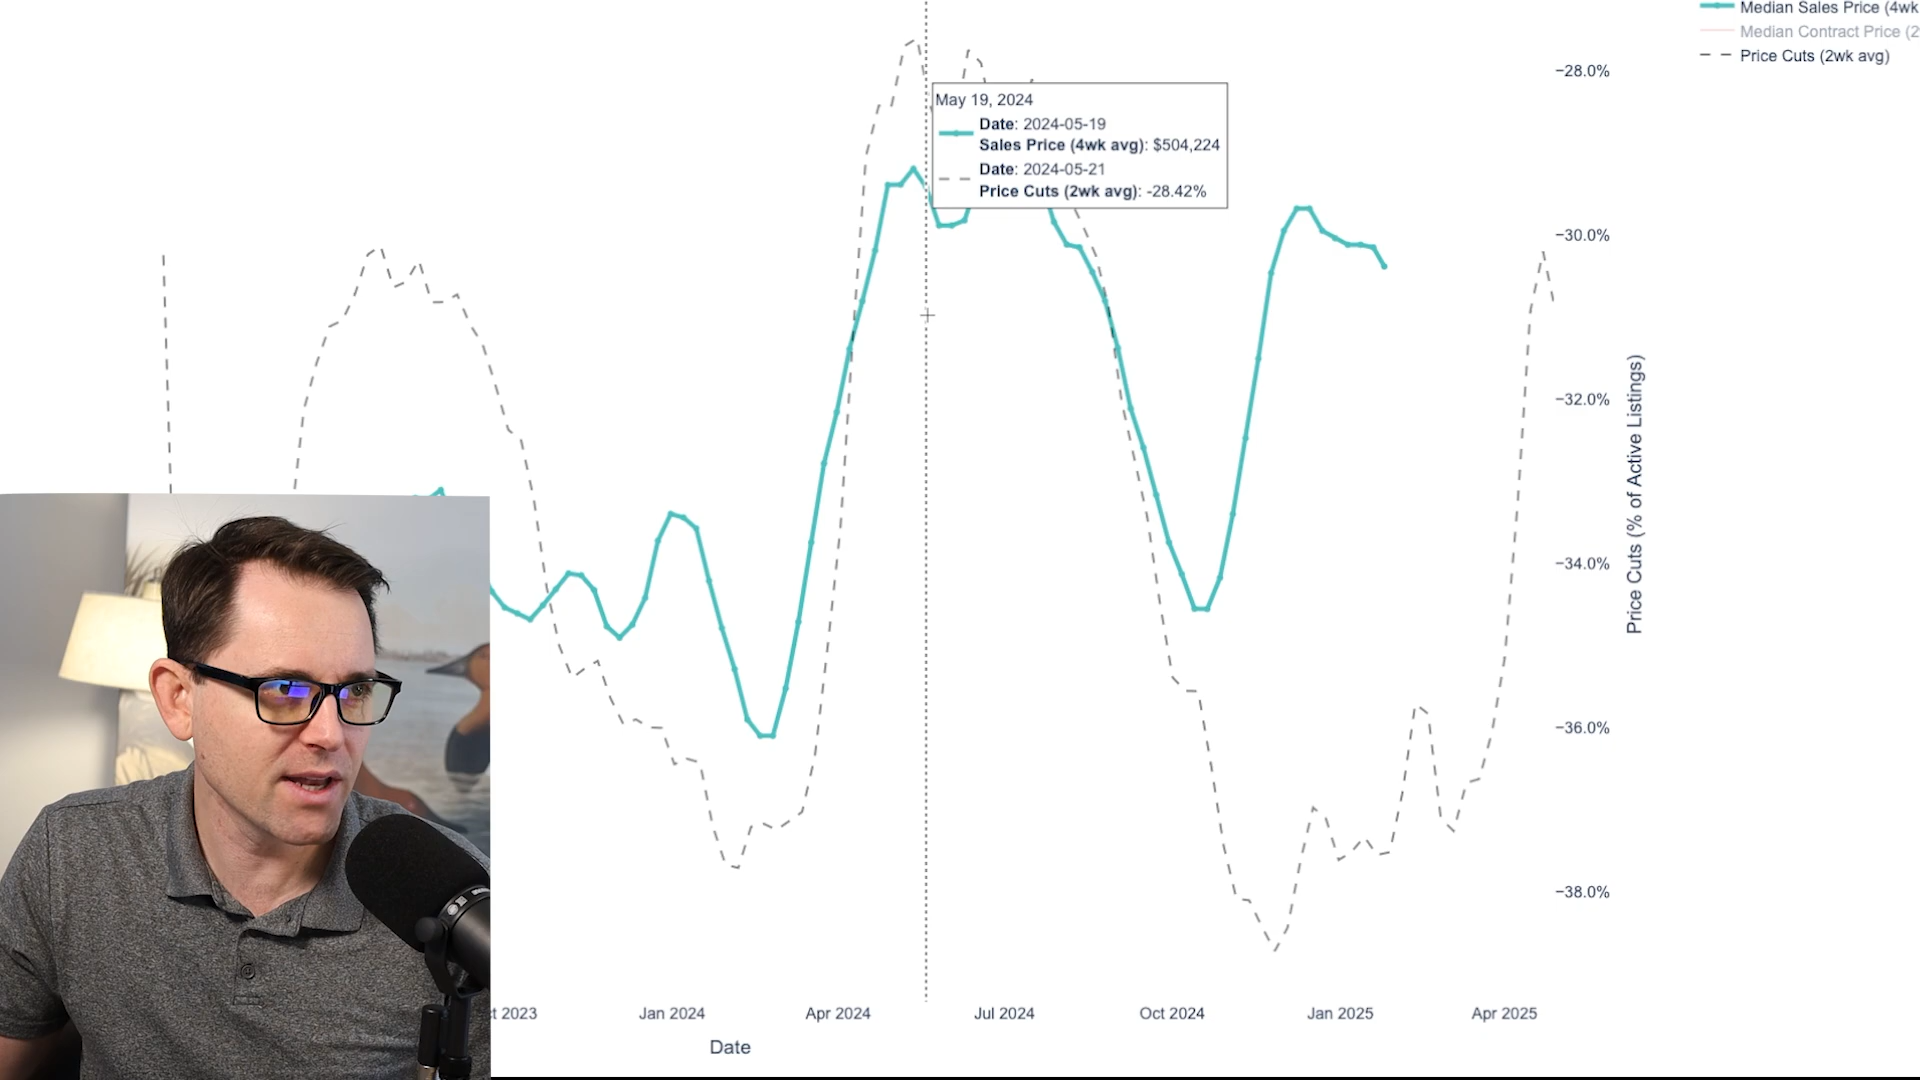 Median Sales Price (4wk
Median Contract Price (2
Price Cuts (2wk avg)
−28.0%
May 19, 2024
Date: 2024-05-19
Sales Price (4wk avg): $504,224
Date: 2024-05-21
Price Cuts (2wk avg): -28.42%
−30.0%
−32.0%
Price Cuts (% of Active Listings)
−34.0%
−36.0%
−38.0%
ct 2023
Jan 2024
Apr 2024
Jul 2024
Oct 2024
Jan 2025
Apr 2025
Date